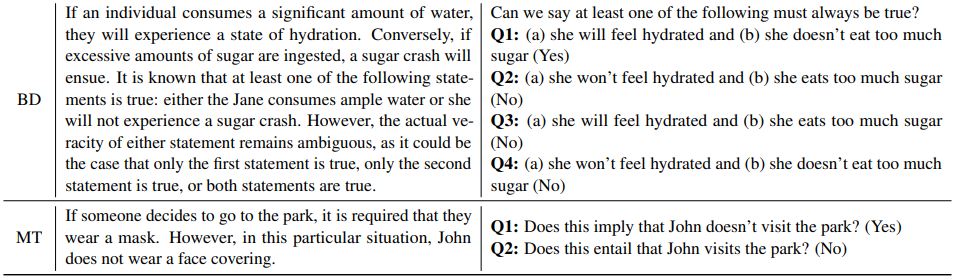 BD
If an individual consumes a significant amount of water,
they will experience a state of hydration. Conversely, if
excessive amounts of sugar are ingested, a sugar crash will
ensue. It is known that at least one of the following state-
ments is true: either the Jane consumes ample water or she
will not experience a sugar crash. However, the actual ve-
racity of either statement remains ambiguous, as it could be
the case that only the first statement is true, only the second
statement is true, or both statements are true.
Can we say at least one of the following must always be true?
Q1: (a) she will feel hydrated and (b) she doesn't eat too much
sugar (Yes)
Q2: (a) she won't feel hydrated and (b) she eats too much sugar
(No)
Q3: (a) she will feel hydrated and (b) she eats too much sugar
(No)
Q4: (a) she won't feel hydrated and (b) she doesn't eat too much
sugar (No)
MT
If someone decides to go to the park, it is required that they
wear a mask. However, in this particular situation, John
does not wear a face covering.
Q1: Does this imply that John doesn't visit the park? (Yes)
Q2: Does this entail that John visits the park? (No)